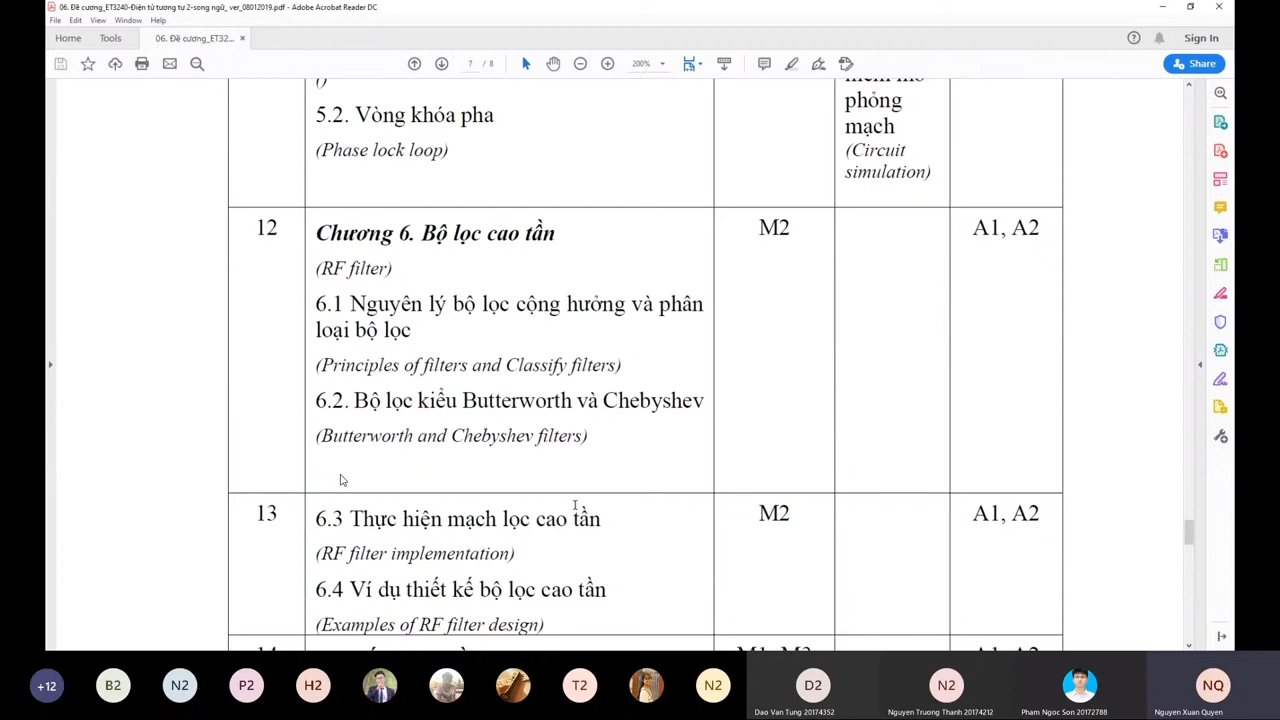 06. Đề cương_ET3240-Điện tử tương tự 2-song ngữ_ ver_08012019.pdf - Adobe Acrobat Reader DC
File Edit View Window Help
Home Tools 06. Đề cương_ET32... × Sign In
7 / 8 200% Share
()
5.2. Vòng khóa pha
(Phase lock loop)
phỏng
mạch
(Circuit
simulation)
12 Chương 6. Bộ lọc cao tần M2 A1, A2
(RF filter)
6.1 Nguyên lý bộ lọc cộng hưởng và phân
loại bộ lọc
(Principles of filters and Classify filters)
6.2. Bộ lọc kiểu Butterworth và Chebyshev
(Butterworth and Chebyshev filters)
13 6.3 Thực hiện mạch lọc cao tần M2 A1, A2
(RF filter implementation)
6.4 Ví dụ thiết kế bộ lọc cao tần
(Examples of RF filter design)
+12 B2 N2 P2 H2 T2 N2 D2 N2 NQ
Dao Van Tung 20174352 Nguyen Truong Thanh 20174212 Pham Ngoc Son 20172788 Nguyen Xuan Quyen